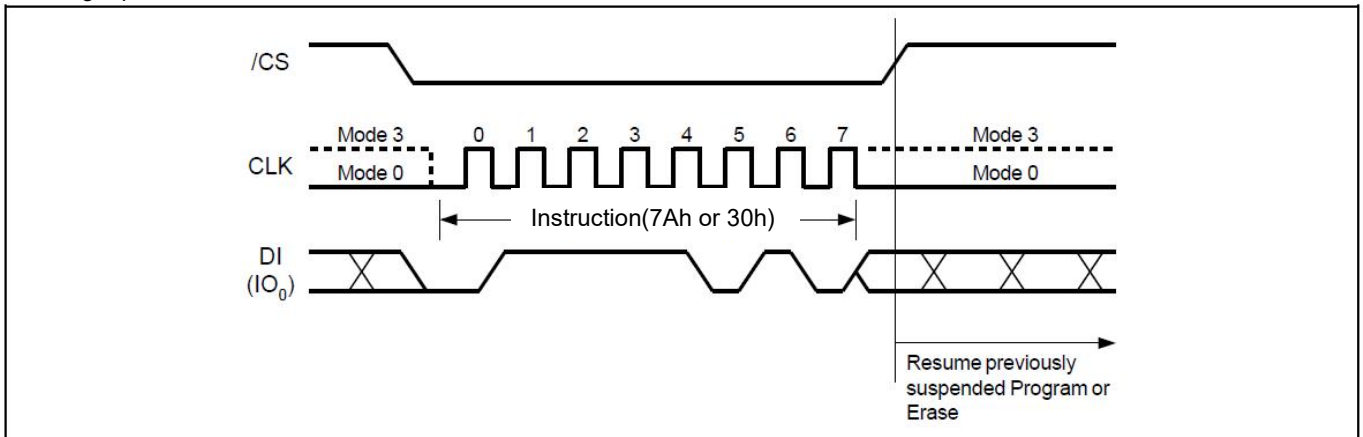 /CS
Mode 3 0 1 2 3 4 5 6 7 Mode 3
CLK
Mode 0 Mode 0
Instruction(7Ah or 30h)
DI
(IO0)
Resume previously
suspended Program or
Erase